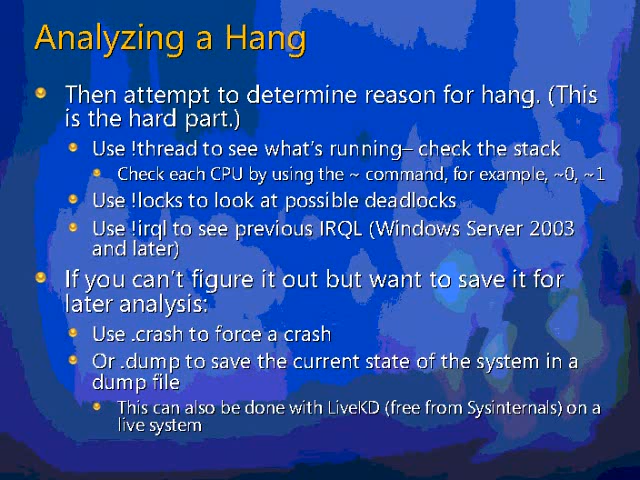 Analyzing a Hang
Then attempt to determine reason for hang. (This
is the hard part.)
Use !thread to see what's running– check the stack
Check each CPU by using the ~ command, for example, ~0, ~1
Use !locks to look at possible deadlocks
Use !irql to see previous IRQL (Windows Server 2003
and later)
If you can't figure it out but want to save it for
later analysis:
Use .crash to force a crash
Or .dump to save the current state of the system in a
dump file
This can also be done with LiveKD (free from Sysinternals) on a
live system